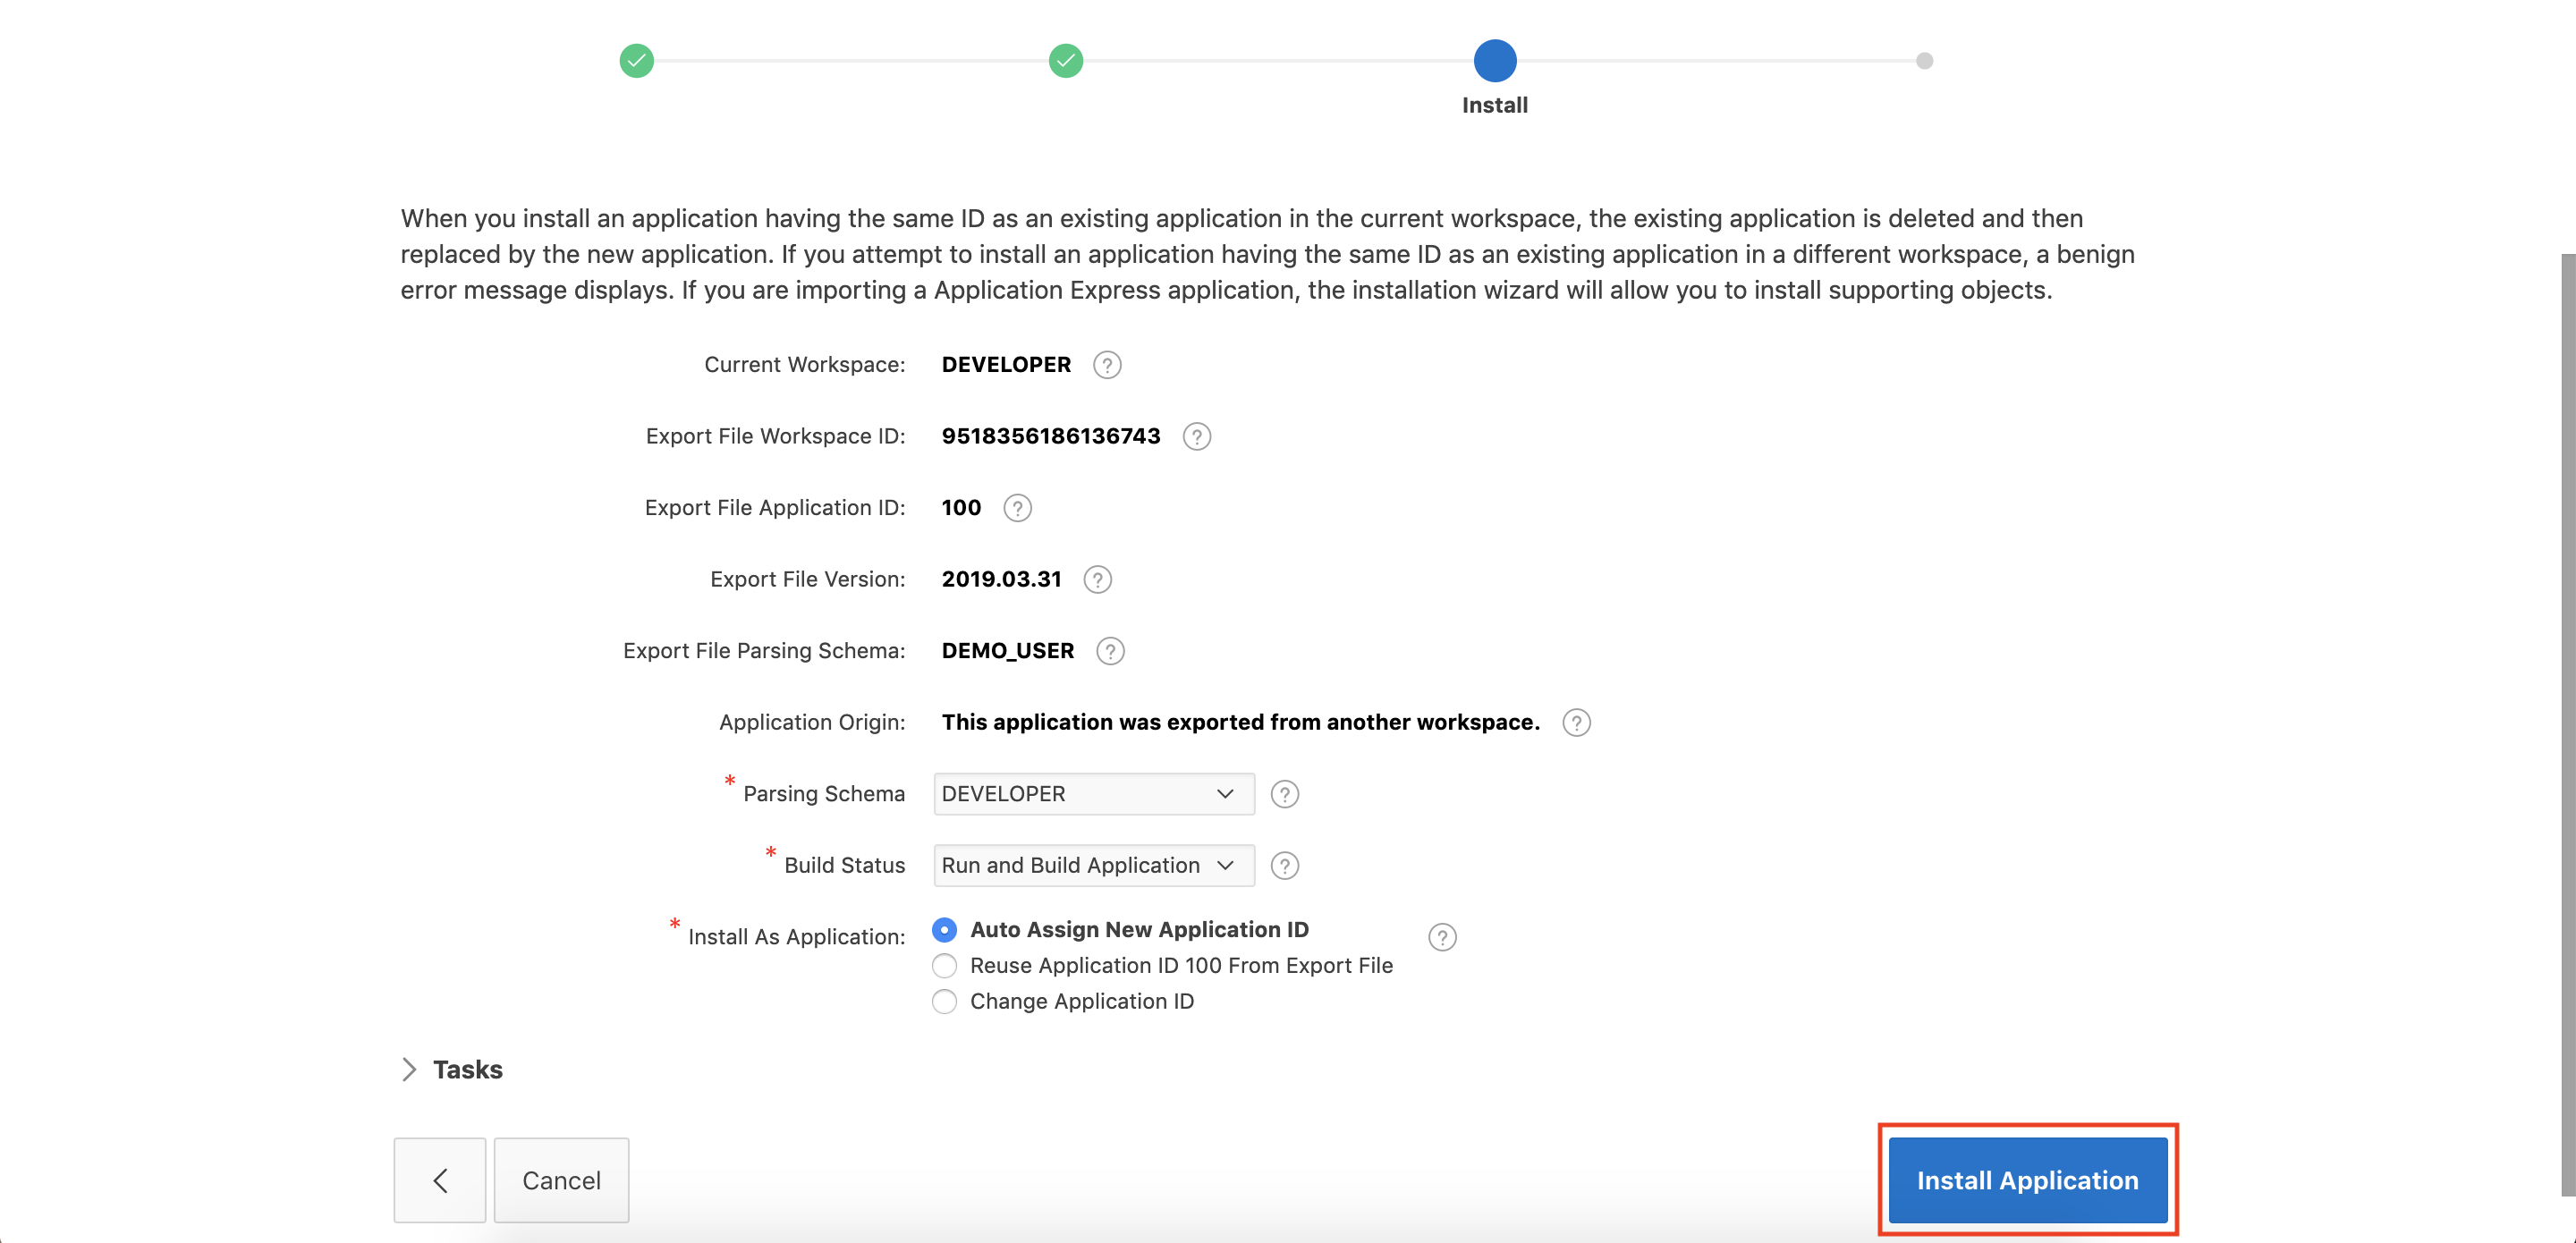 Install
When you install an application having the same ID as an existing application in the current workspace, the existing application is deleted and then
replaced by the new application. If you attempt to install an application having the same ID as an existing application in a different workspace, a benign
error message displays. If you are importing a Application Express application, the installation wizard will allow you to install supporting objects.
Current Workspace: DEVELOPER ?
Export File Workspace ID: 9518356186136743 ?
Export File Application ID: 100 ?
Export File Version: 2019.03.31 ?
Export File Parsing Schema: DEMO_USER ?
Application Origin: This application was exported from another workspace. ?
* Parsing Schema DEVELOPER ?
* Build Status Run and Build Application ?
* Install As Application: Auto Assign New Application ID ?
Reuse Application ID 100 From Export File
Change Application ID
Tasks
Cancel Install Application